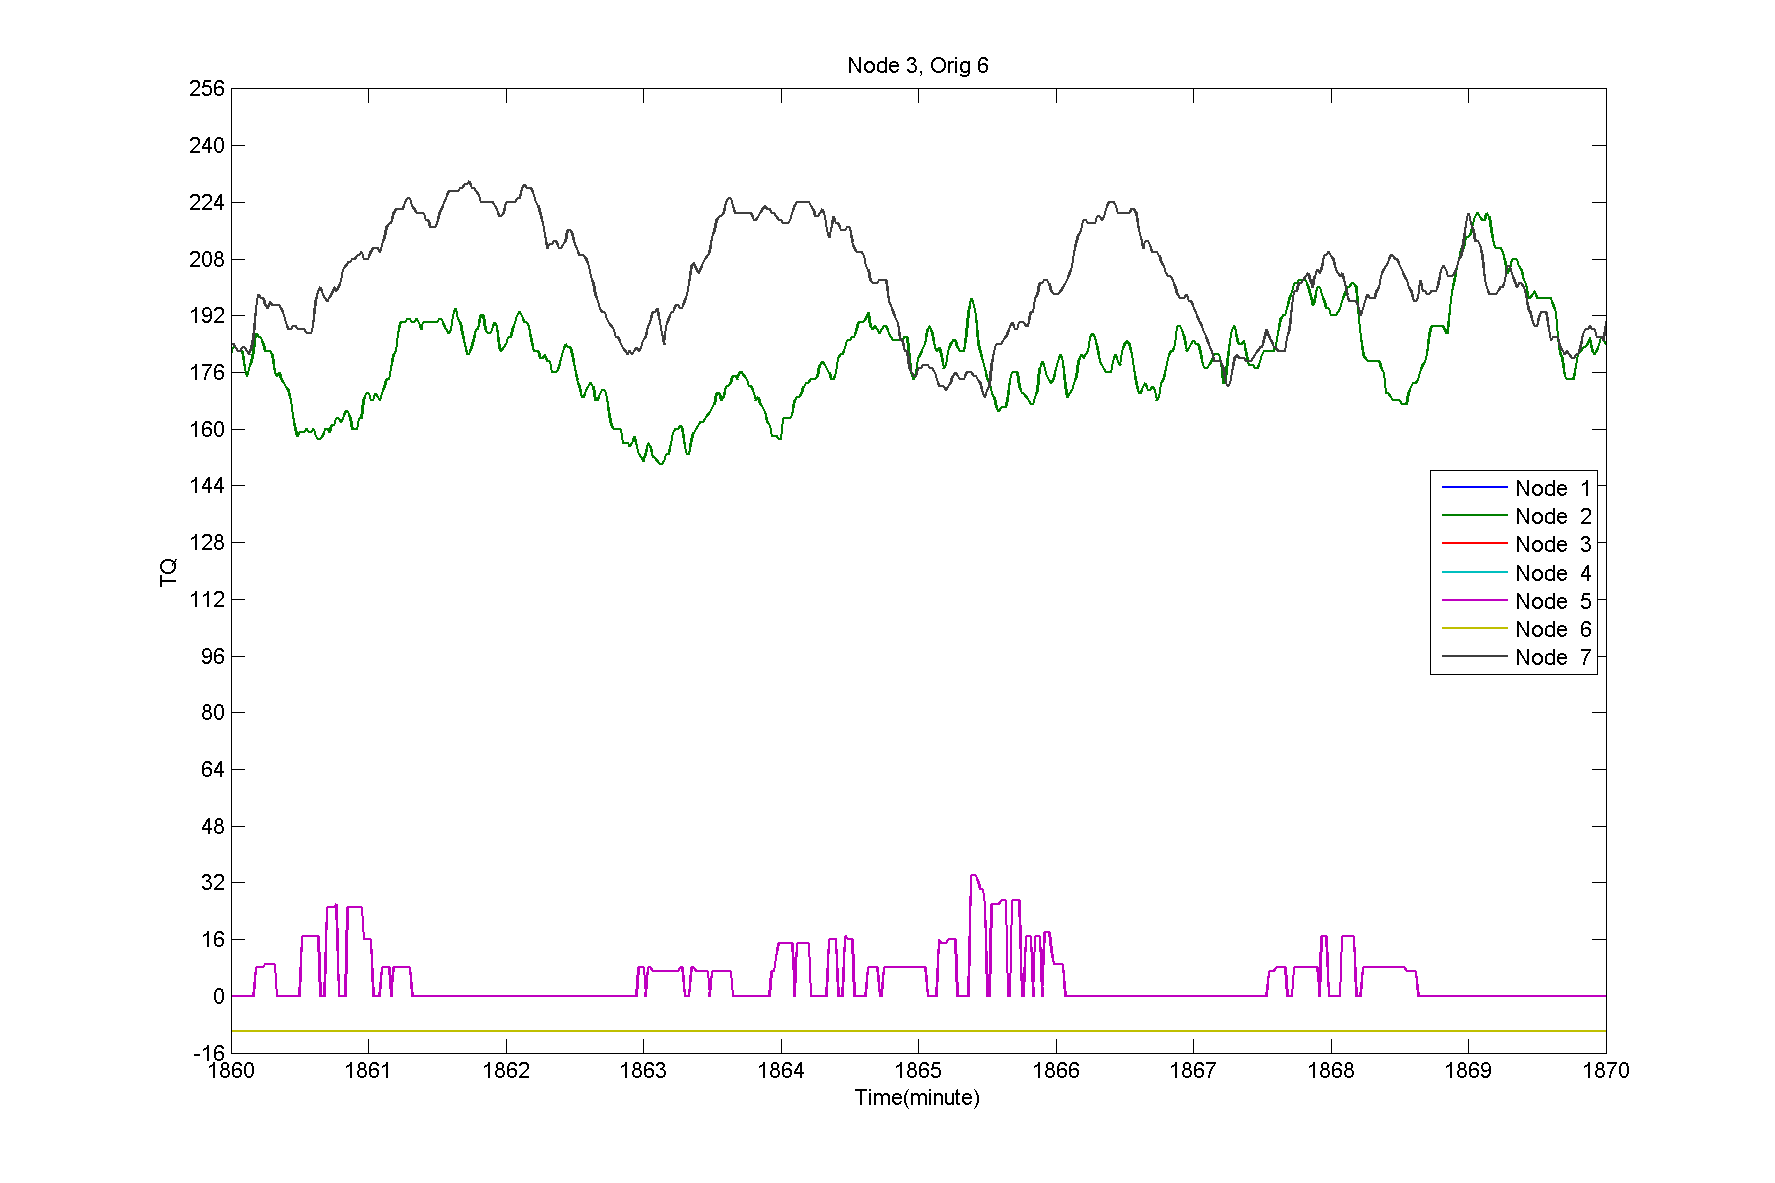 Node 3, Orig 6
256
240
224
208
192
176
160
144
128
112
96
80
64
48
32
16
0
-16
TQ
Node 1
Node 2
Node 3
Node 4
Node 5
Node 6
Node 7
1860 1861 1862 1863 1864 1865 1866 1867 1868 1869 1870
Time(minute)